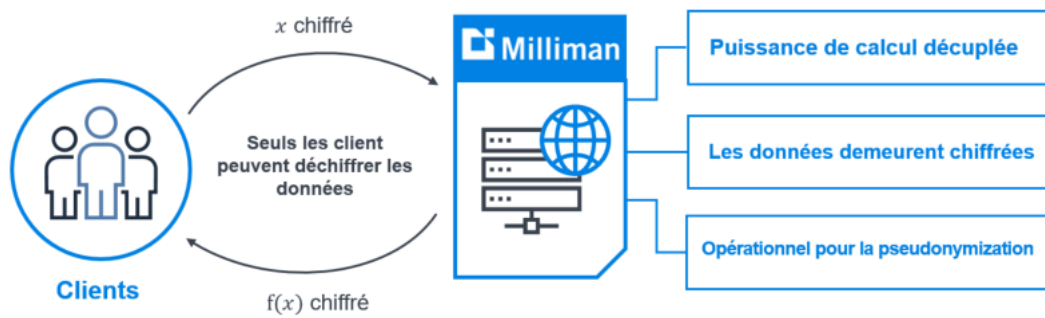 x chiffré
Milliman
Puissance de calcul décuplée
Seuls les client
peuvent déchiffrer les
données
Les données demeurent chiffrées
Opérationnel pour la pseudonymization
Clients
f(x) chiffré